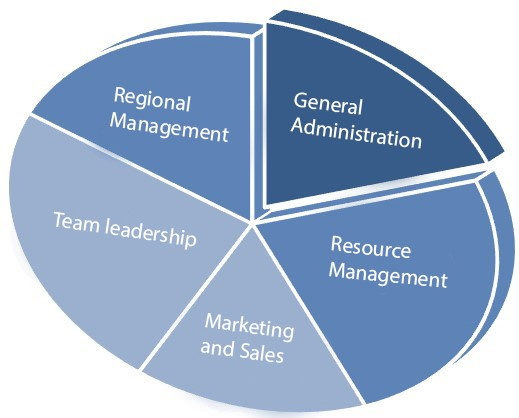 Regional
Management
General
Administration
Team leadership
Resource
Management
Marketing
and Sales